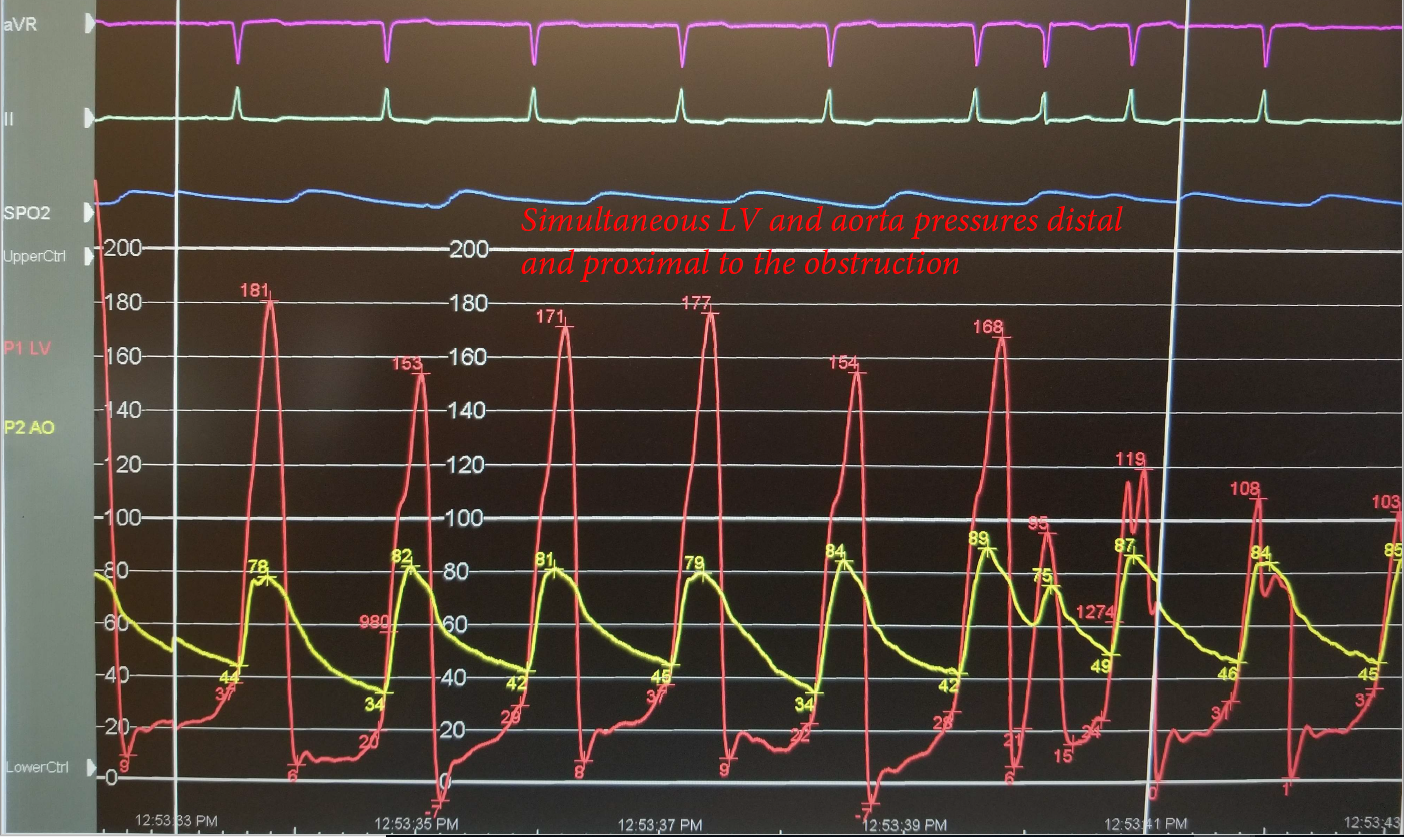 aVR
II
SPO2
Simultaneous LV and aorta pressures distal
and proximal to the obstruction
UpperCtrl
200 200
181
180 177 180
171
168
P1 LV
160 153 160 154
P2 AO
140 140
120 120 119
108
103
100 100
95
89
87
80 78 82 80 81 79 84 75 84 85
60 980 60 1274
40 44 40 42 45 42 49 46 45
37 34 37 34 31 37
20 20 20 29 22 28 21 24
15
LowerCtrl
0 9 6 0 8 9 6 0 1
-7 -7
12:53:33 PM 12:53:35 PM 12:53:37 PM 12:53:39 PM 12:53:41 PM 12:53:43